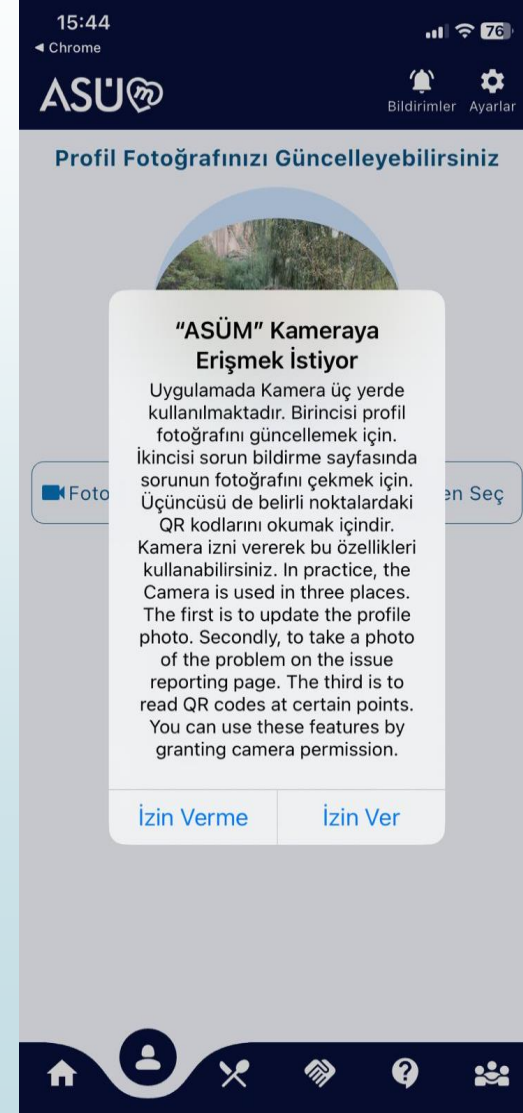 15:44
76
◀ Chrome
ASÜm
Bildirimler Ayarlar
Profil Fotoğrafınızı Güncelleyebilirsiniz
“ASÜM” Kameraya
Erişmek İstiyor
Uygulamada Kamera üç yerde
kullanılmaktadır. Birincisi profil
fotoğrafını güncellemek için.
İkincisi sorun bildirme sayfasında
sorunun fotoğrafını çekmek için.
Üçüncüsü de belirli noktalardaki
QR kodlarını okumak içindir.
Kamera izni vererek bu özellikleri
kullanabilirsiniz. In practice, the
Camera is used in three places.
The first is to update the profile
photo. Secondly, to take a photo
of the problem on the issue
reporting page. The third is to
read QR codes at certain points.
You can use these features by
granting camera permission.
Foto
en Seç
İzin Verme İzin Ver